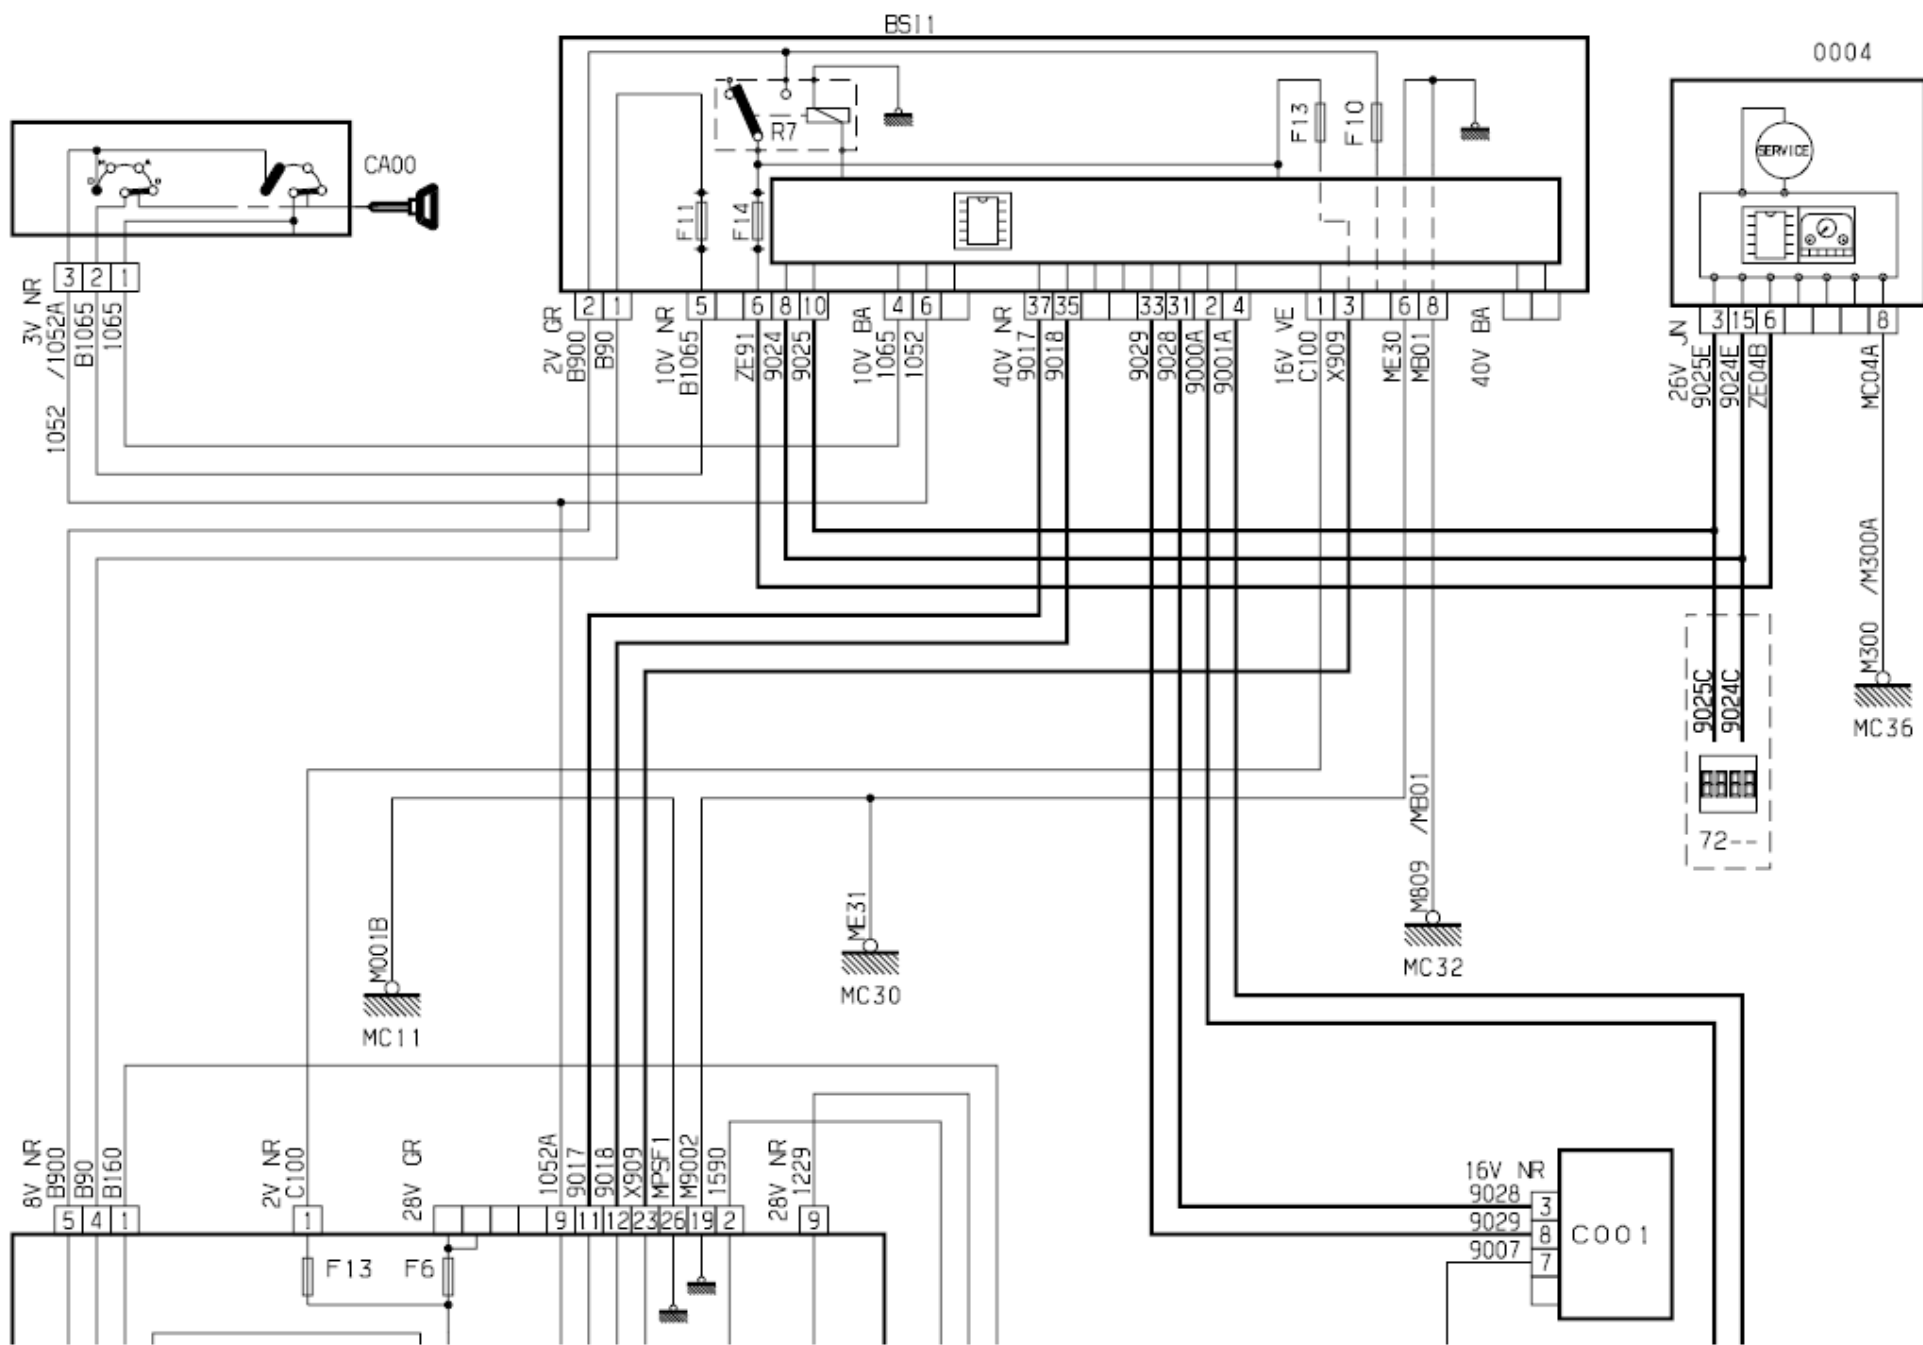 BSI1
0004
SERVICE
CA00
R7
F13
F10
F11
F14
3 2 1
3V NR
1052 /1052A
B1065
1065
2 1 5 6 8 10 4 6 37 35 33 31 2 4 1 3 6 8
2V GR
B900
B90
10V NR
B1065
ZE91
9024
9025
10V BA
1065
1052
40V NR
9017
9018
9029
9028
9000A
9001A
16V VE
C100
X909
ME30
MB01
40V BA
3 15 6 8
26V JN
9025E
9024E
ZE04B
MC04A
M300 /M300A
MC36
9025C
9024C
72--
M809 /MB01
MC32
ME31
MC30
M001B
MC11
8V NR
B900
B90
B160
2V NR
C100
28V GR
1052A
9017
9018
X909
MPSF1
M9002
1590
28V NR
1229
5 4 1 1 9 11 12 23 26 19 2 9
F13
F6
16V NR
9028 3
9029 8
9007 7
C001